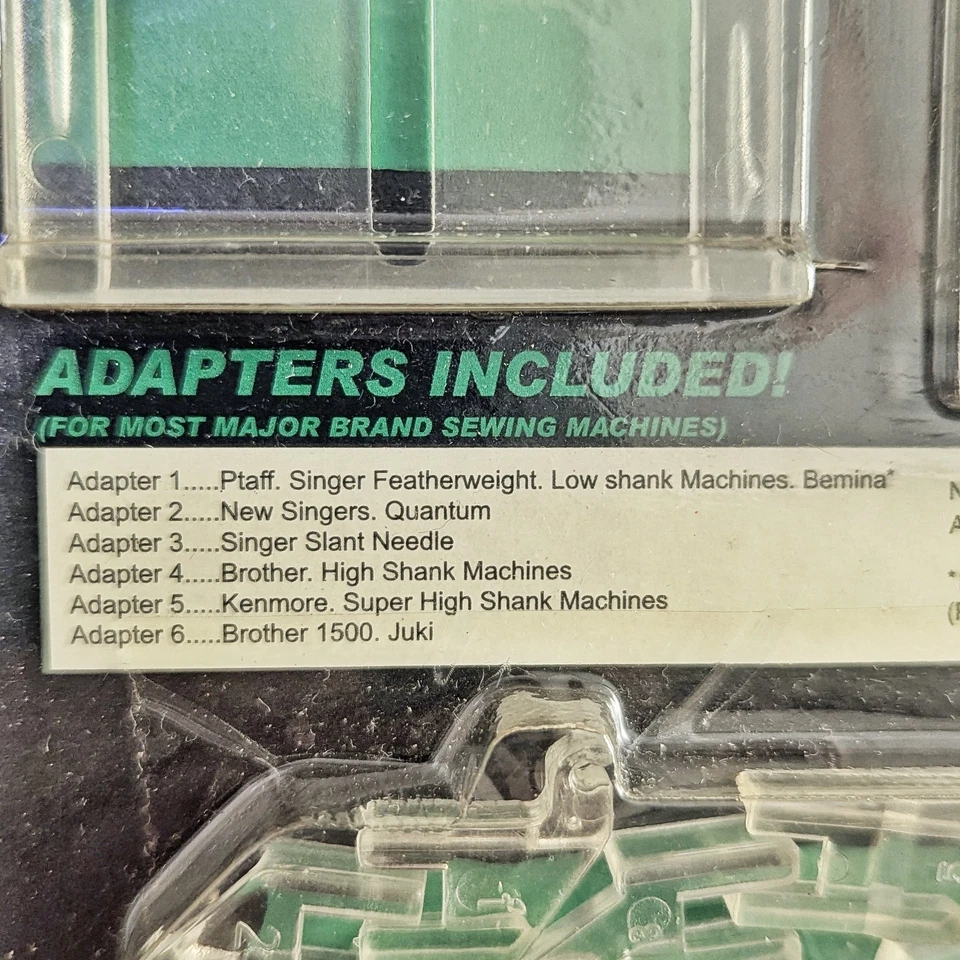 ADAPTERS INCLUDED!
(FOR MOST MAJOR BRAND SEWING MACHINES)
Adapter 1.....Ptaff. Singer Featherweight. Low shank Machines. Bemina*
Adapter 2.....New Singers. Quantum
Adapter 3.....Singer Slant Needle
Adapter 4.....Brother. High Shank Machines
Adapter 5.....Kenmore. Super High Shank Machines
Adapter 6.....Brother 1500. Juki